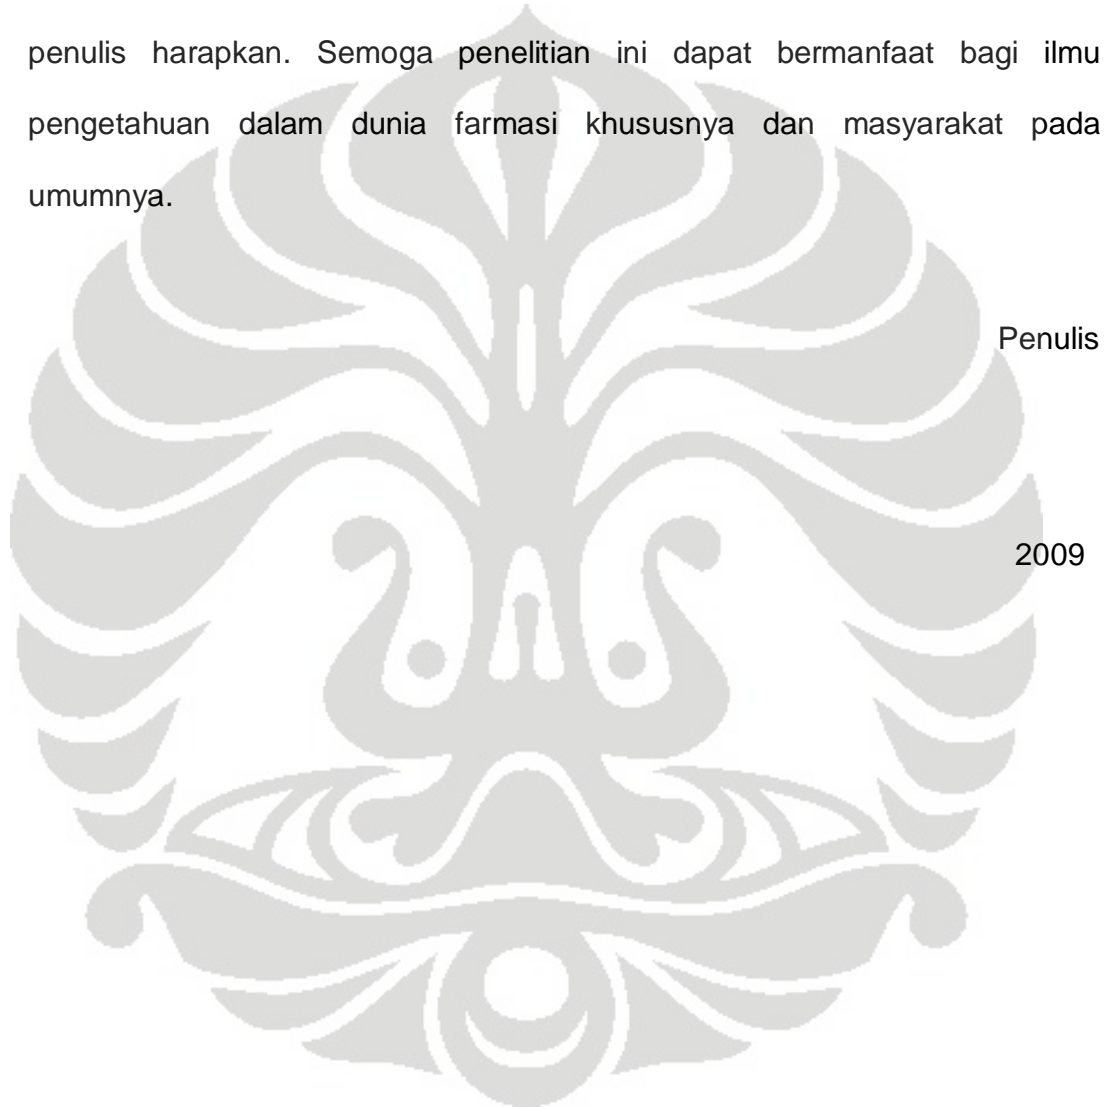 penulis harapkan. Semoga penelitian ini dapat bermanfaat bagi ilmu
pengetahuan dalam dunia farmasi khususnya dan masyarakat pada
umumnya.
Penulis
2009